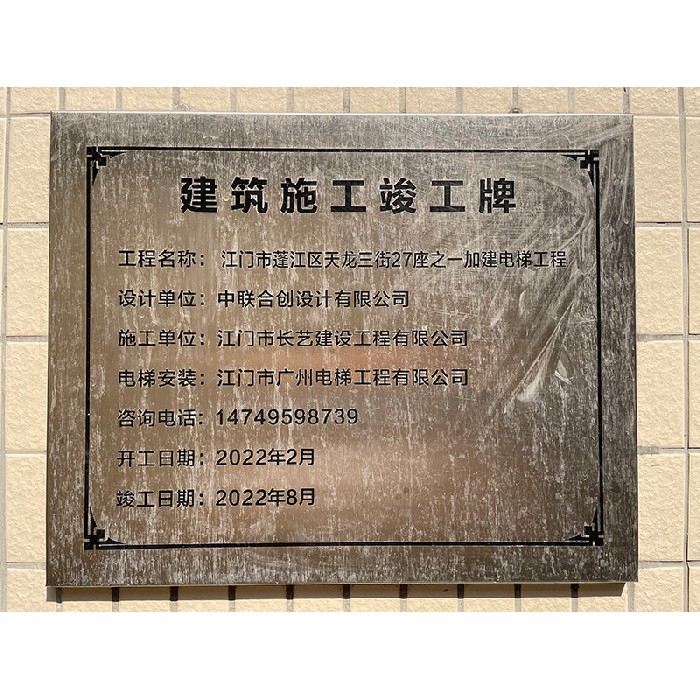 建筑施工竣工牌
工程名称：江门市蓬江区天龙三街27座之一加建电梯工程
设计单位：中联合创设计有限公司
施工单位：江门市长艺建设工程有限公司
电梯安装：江门市广州电梯工程有限公司
咨询电话：14749598739
开工日期：2022年2月
竣工日期：2022年8月